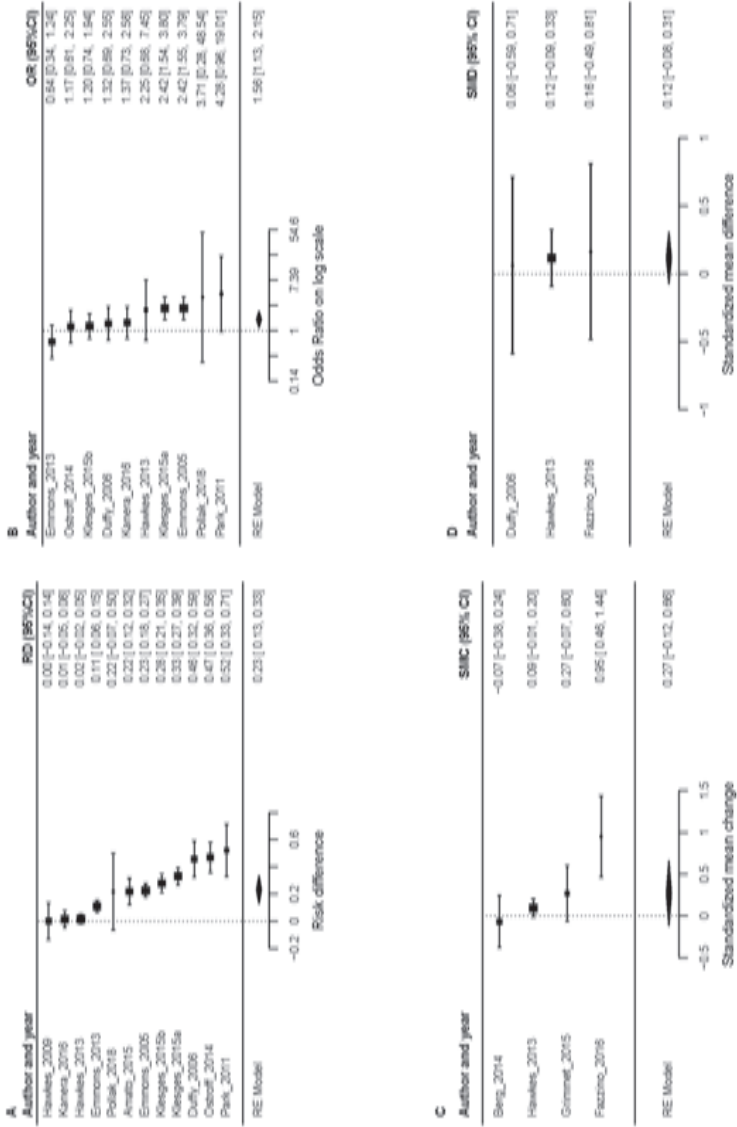 A
Author and year RD (95%CI)
Hawkes_2009 0.00 [−0.14, 0.14]
Kanera_2016 0.01 [−0.05, 0.08]
Hawkes_2013 0.02 [−0.02, 0.05]
Emmons_2013 0.11 [ 0.06, 0.15]
Pollak_2018 0.22 [−0.07, 0.50]
Amato_2015 0.22 [ 0.12, 0.32]
Emmons_2005 0.23 [ 0.18, 0.27]
Klesges_2015b 0.28 [ 0.21, 0.35]
Klesges_2015a 0.33 [ 0.27, 0.39]
Duffy_2006 0.46 [ 0.32, 0.59]
Ostroff_2014 0.47 [ 0.36, 0.58]
Park_2011 0.52 [ 0.33, 0.71]
RE Model 0.23 [ 0.13, 0.33]
−0.2 0 0.2 0.6
Risk difference
B
Author and year OR (95%CI)
Emmons_2013 0.64 [0.34, 1.24]
Ostroff_2014 1.17 [0.61, 2.25]
Klesges_2015b 1.20 [0.74, 1.94]
Duffy_2006 1.32 [0.69, 2.55]
Kanera_2016 1.37 [0.73, 2.58]
Hawkes_2013 2.25 [0.68, 7.45]
Klesges_2015a 2.42 [1.54, 3.80]
Emmons_2005 2.42 [1.55, 3.79]
Pollak_2018 3.71 [0.28, 48.54]
Park_2011 4.28 [0.96, 19.01]
RE Model 1.56 [1.13, 2.15]
0.14 1 7.39 54.6
Odds Ratio on log scale
C
Author and year SMC (95% CI)
Berg_2014 −0.07 [−0.38, 0.24]
Hawkes_2013 0.09 [−0.01, 0.20]
Grimmet_2015 0.27 [−0.07, 0.60]
Fazzino_2016 0.95 [ 0.46, 1.44]
RE Model 0.27 [−0.12, 0.66]
−0.5 0 0.5 1 1.5
Standardized mean change
D
Author and year SMD (95% CI)
Duffy_2006 0.06 [−0.59, 0.71]
Hawkes_2013 0.12 [−0.09, 0.33]
Fazzino_2016 0.16 [−0.49, 0.81]
RE Model 0.12 [−0.08, 0.31]
−1 −0.5 0 0.5 1
Standardized mean difference